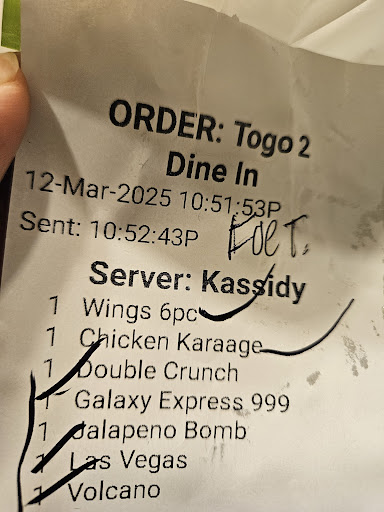 ORDER: Togo 2
Dine In
12-Mar-2025 10:51:53P
Sent: 10:52:43P
Server: Kassidy
1 Wings 6pc
1 Chicken Karaage
1 Double Crunch
1 Galaxy Express 999
1 Jalapeno Bomb
1 Las Vegas
1 Volcano